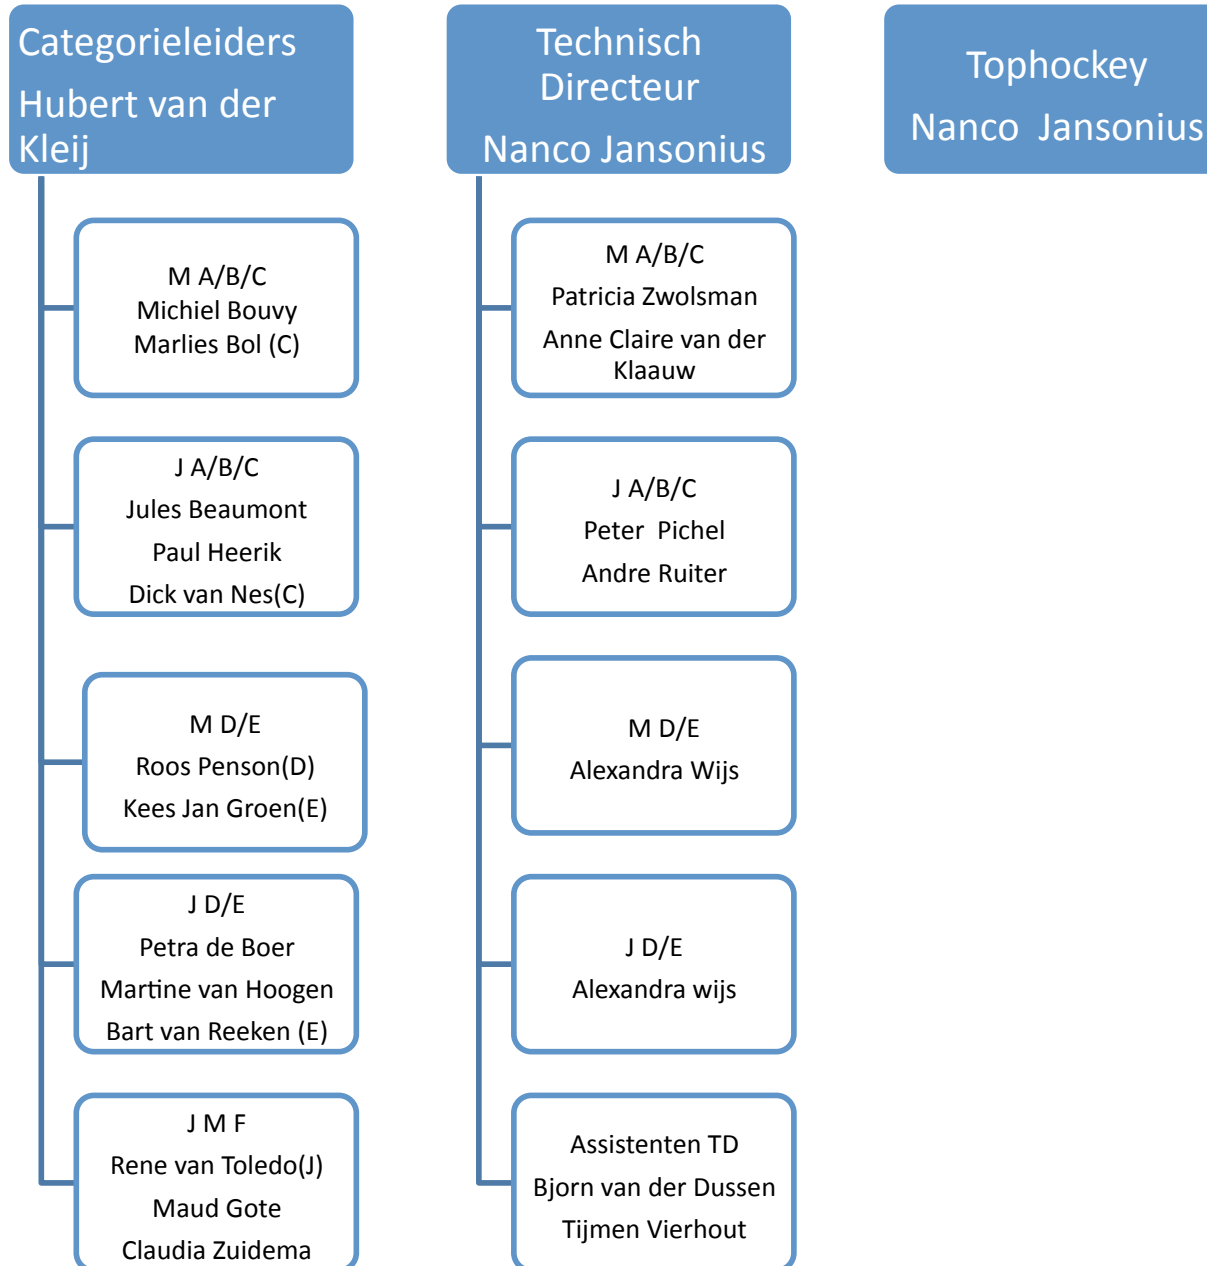 Categorieleiders
Hubert van der
Kleij
M A/B/C
Michiel Bouvy
Marlies Bol (C)
J A/B/C
Jules Beaumont
Paul Heerik
Dick van Nes(C)
M D/E
Roos Penson(D)
Kees Jan Groen(E)
J D/E
Petra de Boer
Martine van Hoogen
Bart van Reeken (E)
J M F
Rene van Toledo(J)
Maud Gote
Claudia Zuidema
Technisch
Directeur
Nanco Jansonius
M A/B/C
Patricia Zwolsman
Anne Claire van der
Klaauw
J A/B/C
Peter  Pichel
Andre Ruiter
M D/E
Alexandra Wijs
J D/E
Alexandra wijs
Assistenten TD
Bjorn van der Dussen
Tijmen Vierhout
Tophockey
Nanco  Jansonius